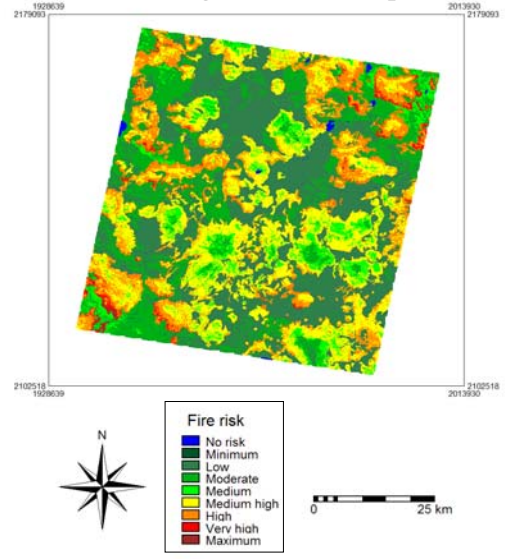 1928639 2013930
2179093 2179093
2102518 2102518
1928639 2013930
Fire risk
No risk
Minimum
Low
Moderate
Medium
Medium high
High
Very high
Maximum
N
0 25 km